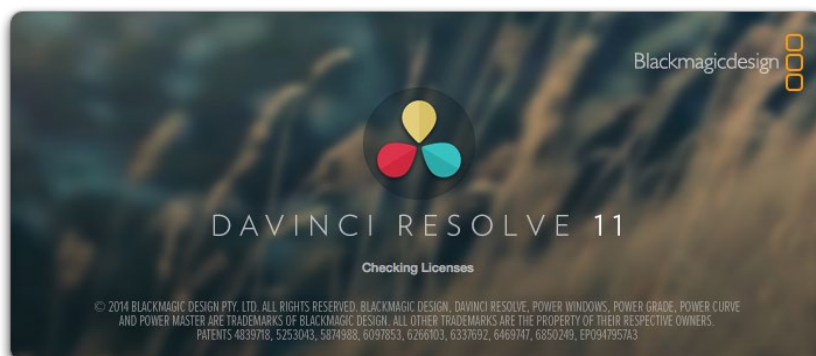 Blackmagicdesign
DAVINCI RESOLVE 11
Checking Licenses
© 2014 BLACKMAGIC DESIGN PTY. LTD. ALL RIGHTS RESERVED. BLACKMAGIC DESIGN, DAVINCI RESOLVE, POWER WINDOWS, POWER GRADE, POWER CURVE
AND POWER MASTER ARE TRADEMARKS OF BLACKMAGIC DESIGN. ALL OTHER TRADEMARKS ARE THE PROPERTY OF THEIR RESPECTIVE OWNERS.
PATENTS 4839718, 5253043, 5874988, 6097853, 6266103, 6337692, 6469747, 6850249, EP0947957A3